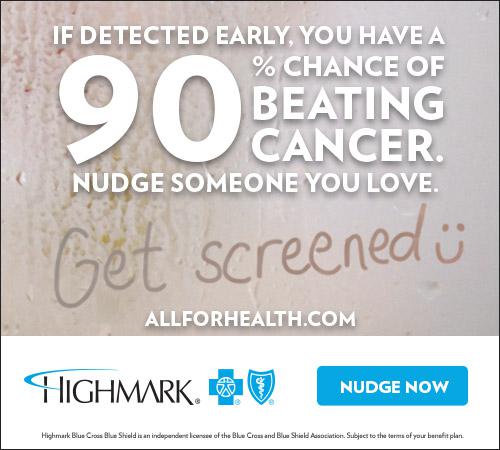 IF DETECTED EARLY, YOU HAVE A
90% CHANCE OF
BEATING
CANCER.
NUDGE SOMEONE YOU LOVE.
Get screened :)
ALLFORHEALTH.COM
HIGHMARK®
NUDGE NOW
Highmark Blue Cross Blue Shield is an independent licensee of the Blue Cross and Blue Shield Association. Subject to the terms of your benefit plan.